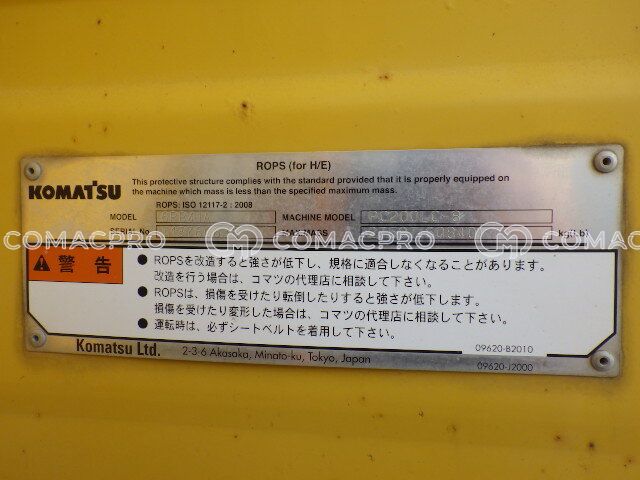 ROPS (for H/E)
This protective structure complies with the standard provided that it is properly equipped on
the machine which mass is less than the specified maximum mass.
KOMATSU
ROPS: ISO 12117-2 : 2008
MODEL
MACHINE MODEL PC200LC-8
SERIAL No.
MAX MASS kg
COMACPRO COMACPRO COMACPRO
警告
● ROPSを改造すると強さが低下し、規格に適合しなくなることがあります。
改造を行う場合は、コマツの代理店に相談して下さい。
● ROPSは、損傷を受けたり転倒したりすると強さが低下します。
損傷を受けたり変形した場合は、コマツの代理店に相談して下さい。
● 運転時は、必ずシートベルトを着用して下さい。
09620-B2010
Komatsu Ltd. 2-3-6 Akasaka, Minato-ku, Tokyo, Japan
09620-J2000